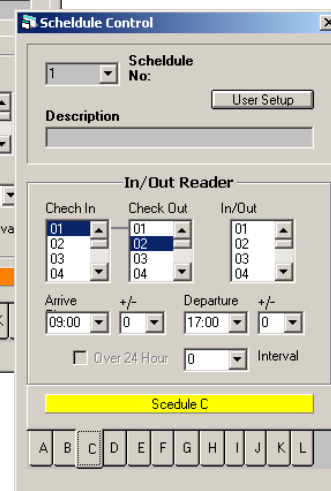 Scheldule Control
1
Scheldule
No:
User Setup
Description
In/Out Reader
Chech In
Check Out
In/Out
01 01 01
02 02 02
03 03 03
04 04 04
Arrive +/- Departure +/-
09:00 0 17:00 0
Over 24 Hour 0 Interval
Scedule C
A B C D E F G H I J K L